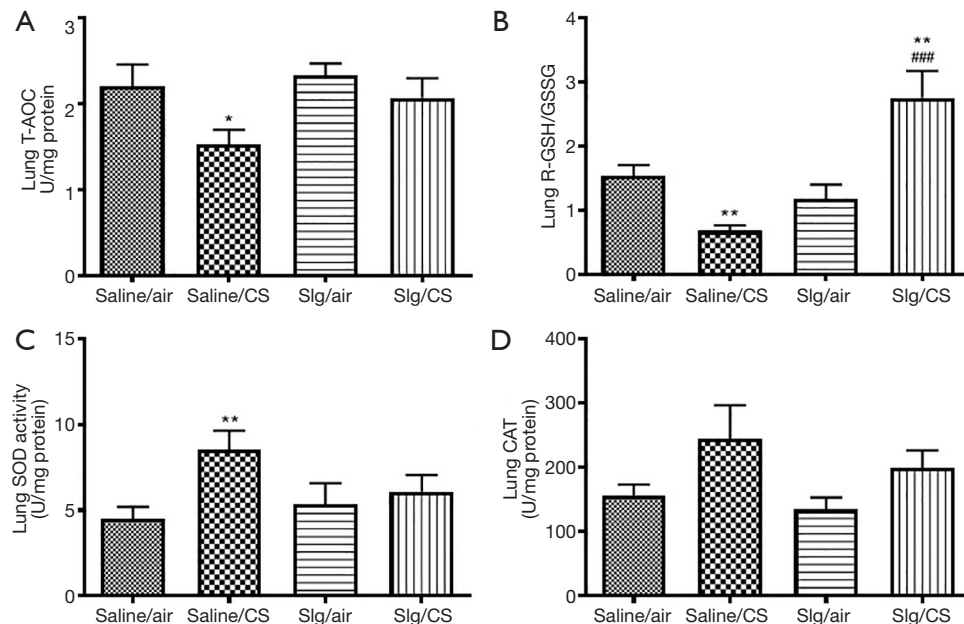 A
3
2
1
0
Lung T-AOC
U/mg protein
*
Saline/air Saline/CS Slg/air Slg/CS
B
4
3
2
1
0
Lung R-GSH/GSSG
**
**
###
Saline/air Saline/CS Slg/air Slg/CS
C
15
10
5
0
Lung SOD activity
(U/mg protein)
**
Saline/air Saline/CS Slg/air Slg/CS
D
400
300
200
100
0
Lung CAT
(U/mg protein)
Saline/air Saline/CS Slg/air Slg/CS